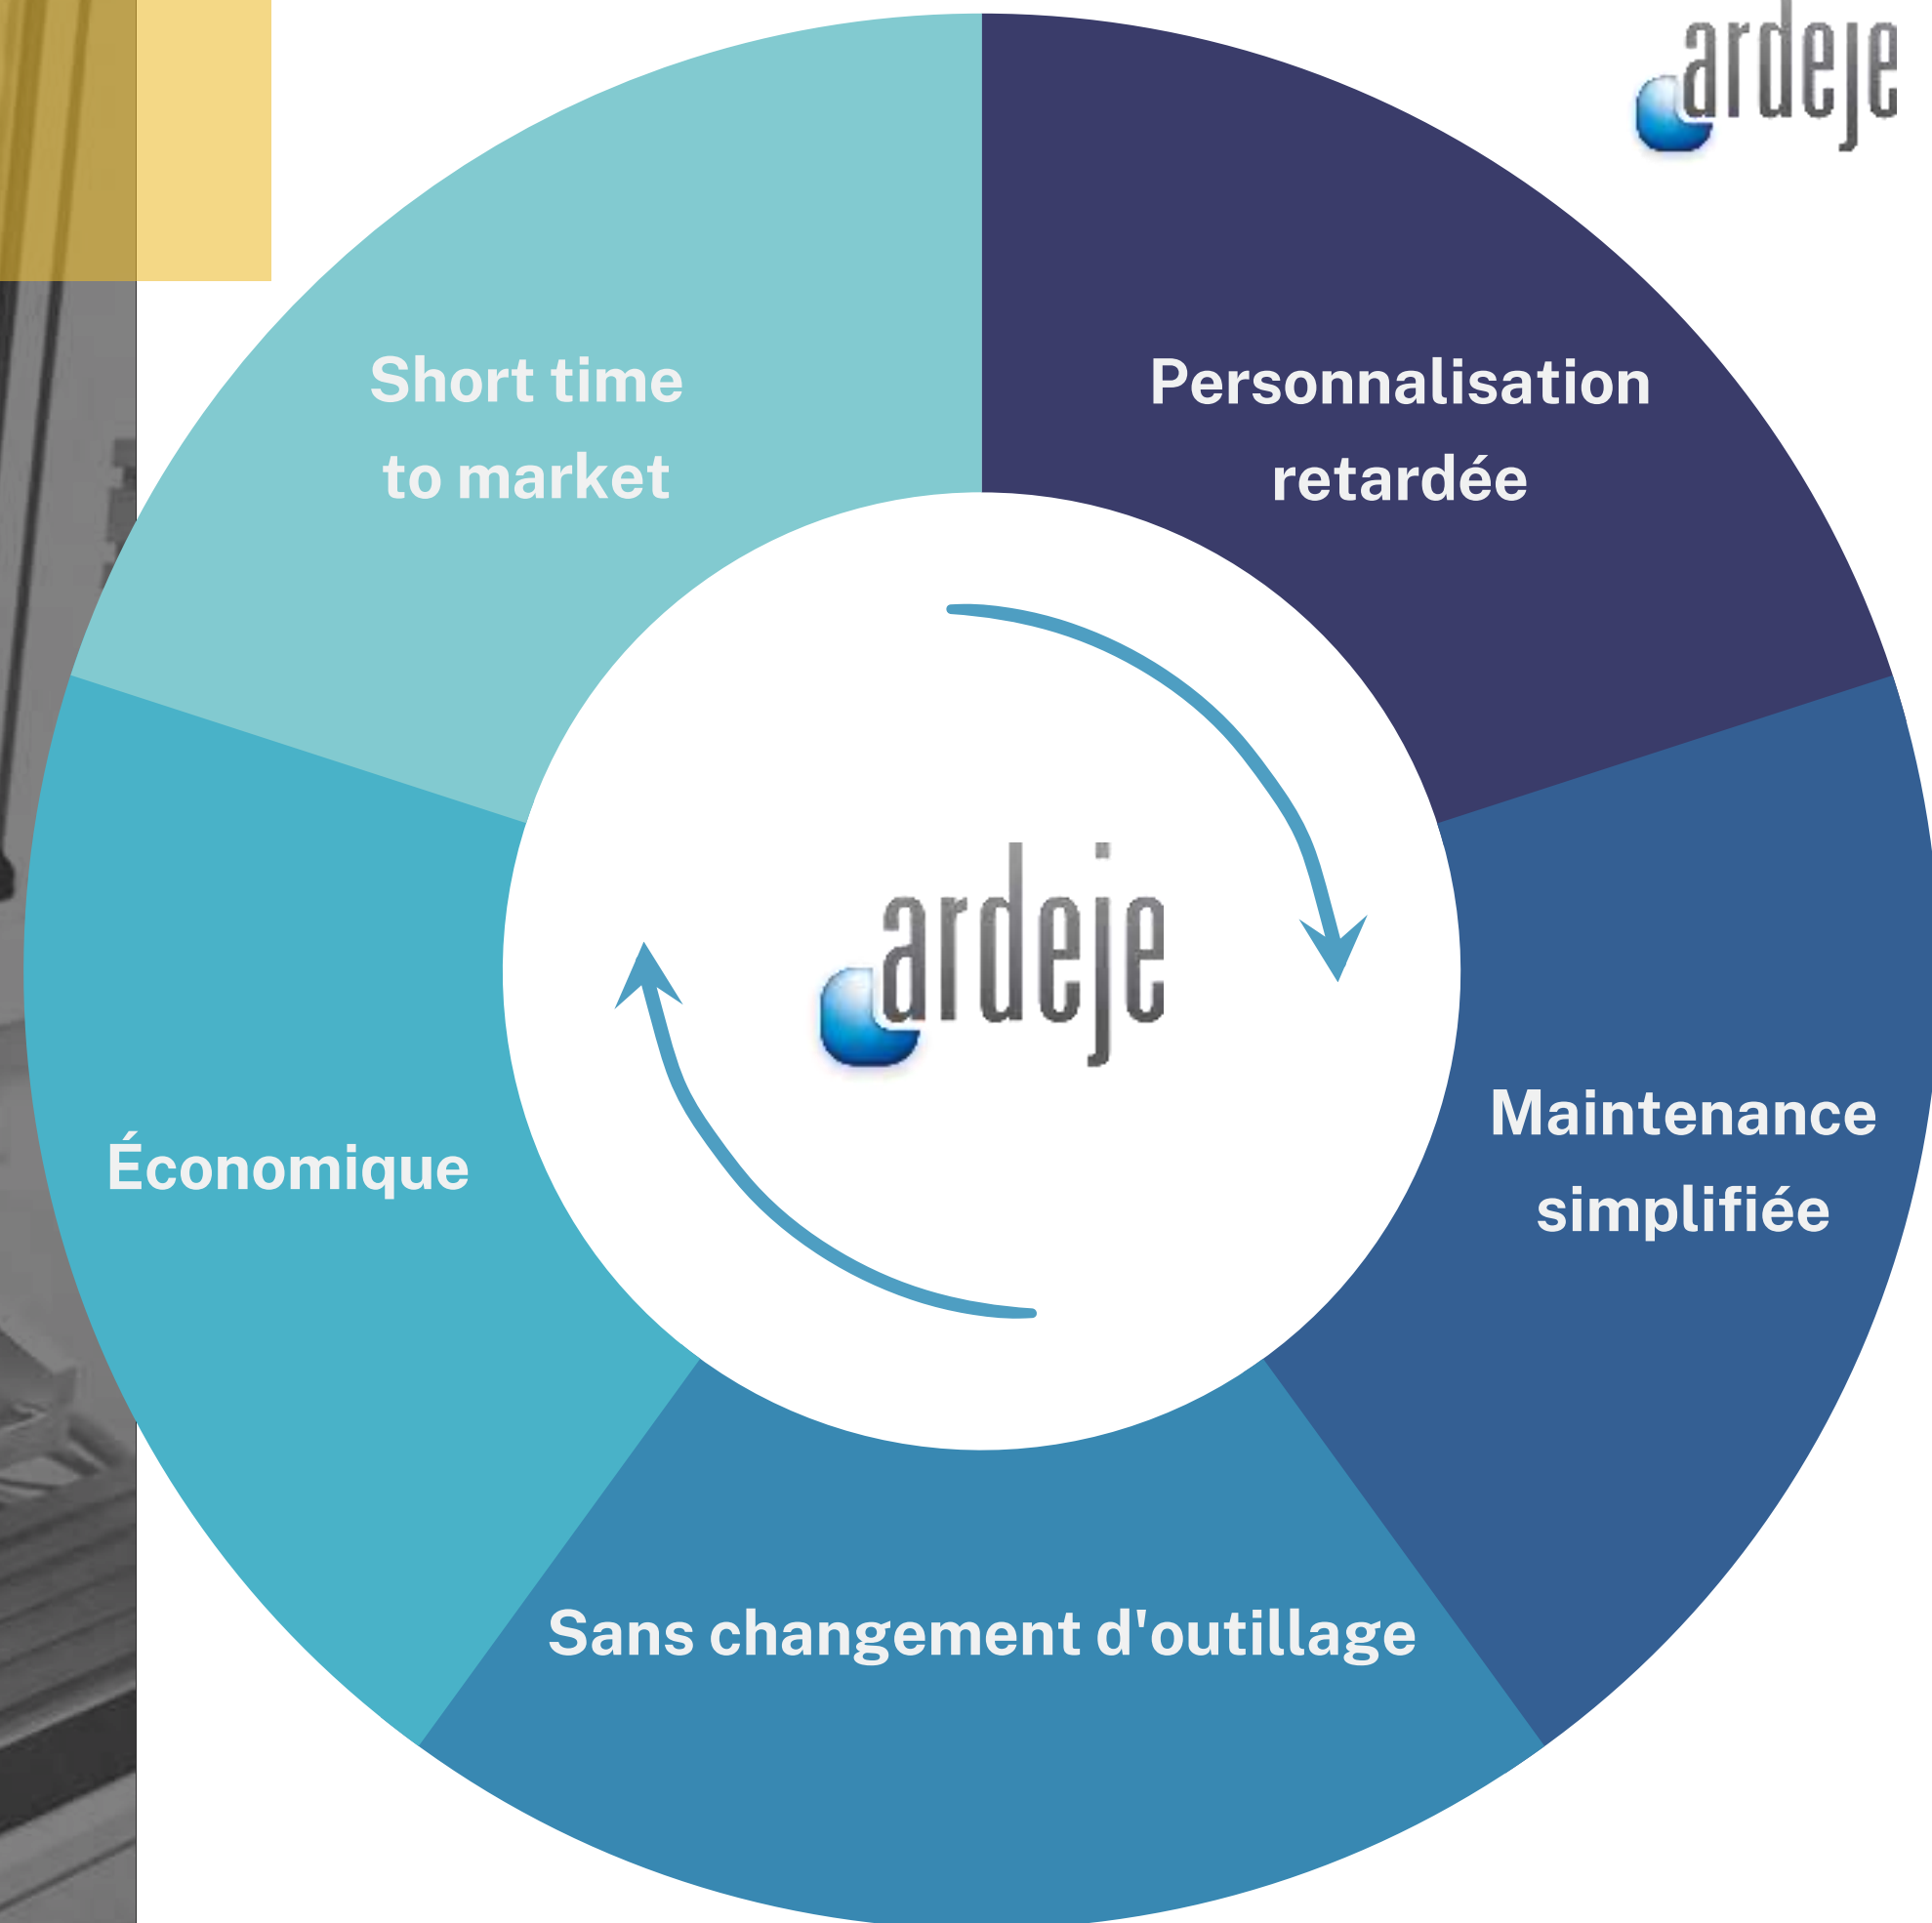 ardeje
Short time
to market
Personnalisation
retardée
ardeje
Maintenance
simplifiée
Économique
Sans changement d'outillage